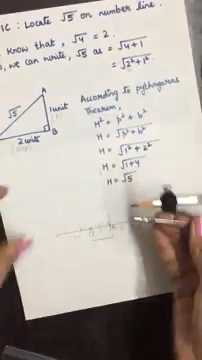 IC: Locate √5 on number line.
Know that, √4 = 2.
, we can write, √5 as = √4+1
= √2²+1²
A
√5
1unit
B
2 unit
According to pythagoras
Theorem,
H² = p² + b²
H = √p²+b²
H = √1² + 2²
H = √1+4
H = √5